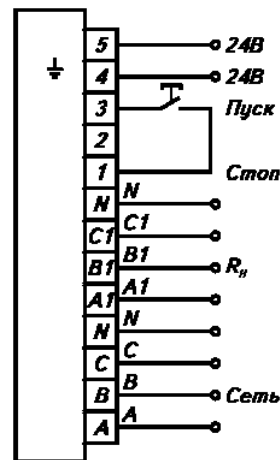 5 24В
4 24В
3 Пуск
2
1 Стоп
N N
C1 C1
B1 B1 Rн
A1 A1
N N
C C
B B Сеть
A A